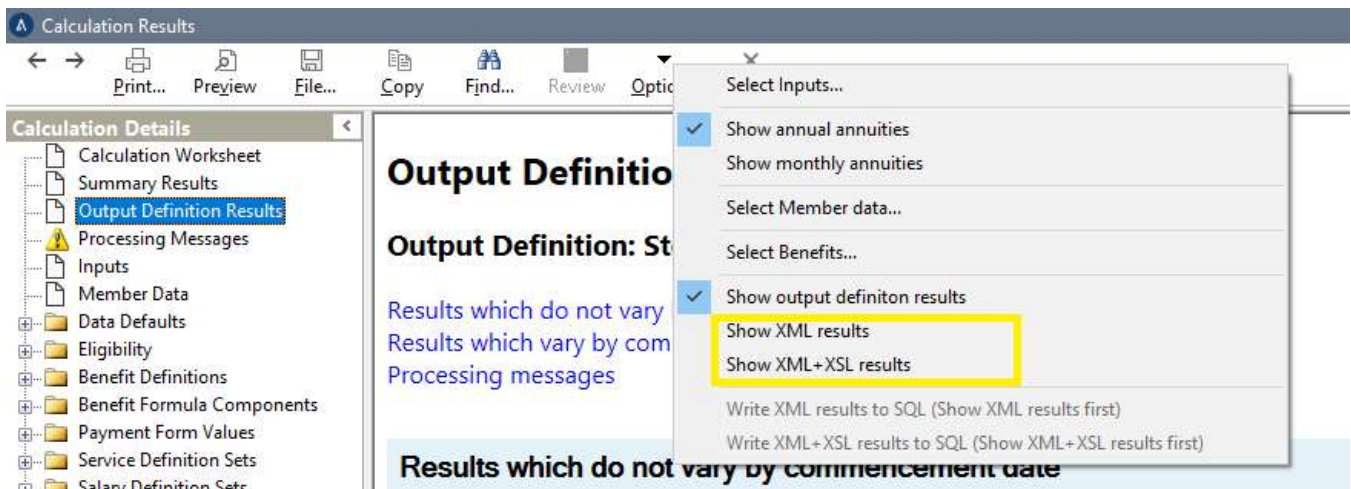 Calculation Results
Print... Preview File... Copy Find... Review Optio
Calculation Details
Calculation Worksheet
Summary Results
Output Definition Results
Processing Messages
Inputs
Member Data
Data Defaults
Eligibility
Benefit Definitions
Benefit Formula Components
Payment Form Values
Service Definition Sets
Salary Definition Sets
Output Definitio
Output Definition: St
Results which do not vary
Results which vary by com
Processing messages
Results which do not vary by commencement date
Select Inputs...
Show annual annuities
Show monthly annuities
Select Member data...
Select Benefits...
Show output definiton results
Show XML results
Show XML+XSL results
Write XML results to SQL (Show XML results first)
Write XML+XSL results to SQL (Show XML+XSL results first)